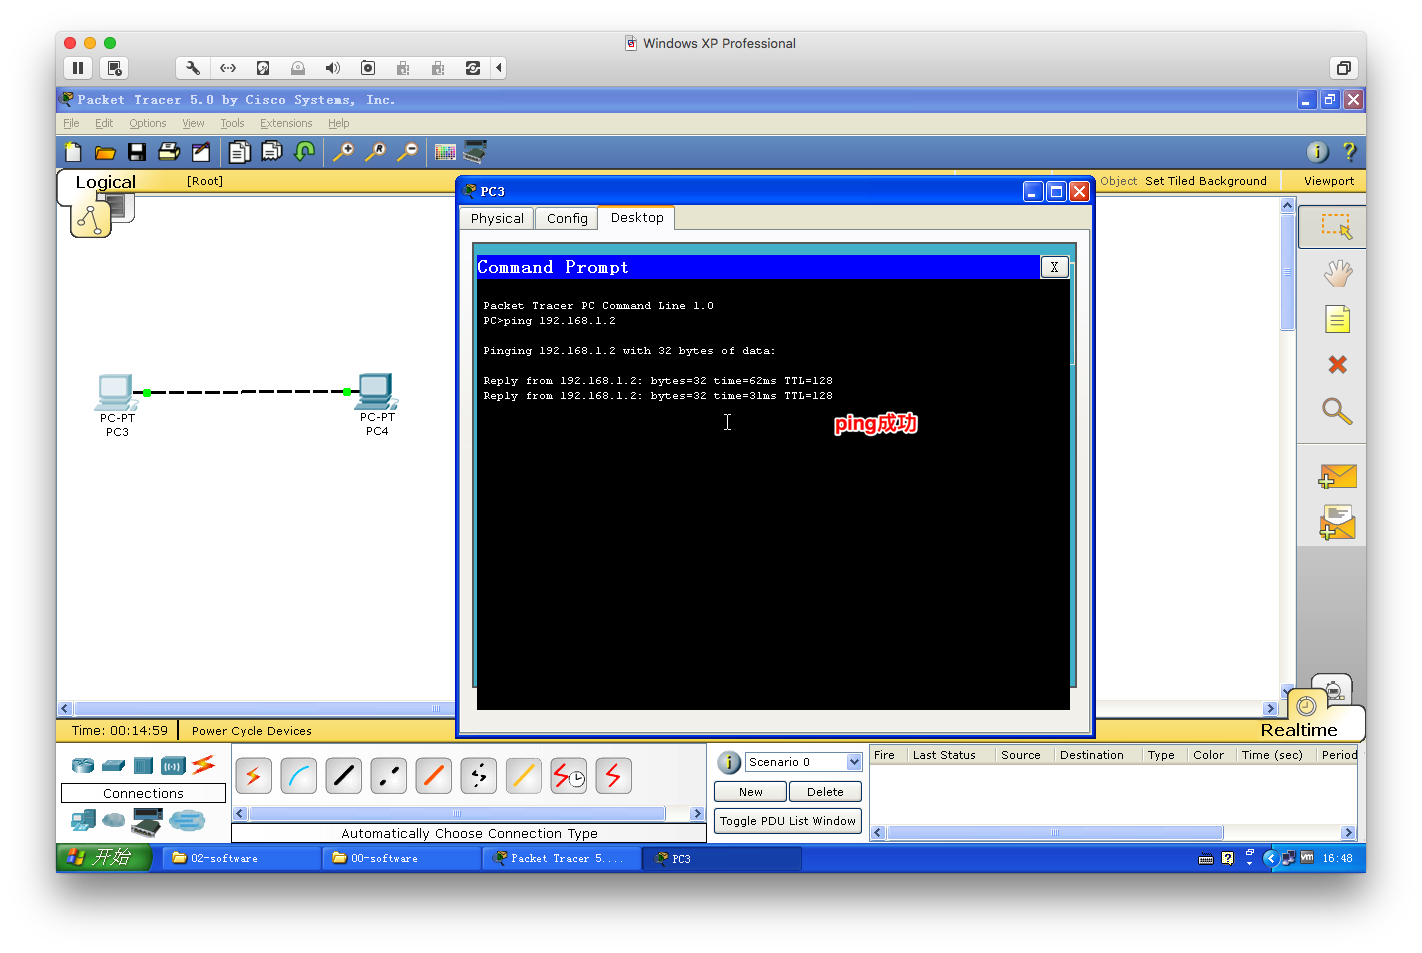 Windows XP Professional
Packet Tracer 5.0 by Cisco Systems, Inc.
File Edit Options View Tools Extensions Help
Logical [Root] Object Set Tiled Background Viewport
PC3
Physical Config Desktop
Command Prompt X
Packet Tracer PC Command Line 1.0
PC>ping 192.168.1.2
Pinging 192.168.1.2 with 32 bytes of data:
Reply from 192.168.1.2: bytes=32 time=62ms TTL=128
Reply from 192.168.1.2: bytes=32 time=31ms TTL=128
ping成功
PC-PT
PC3
PC-PT
PC4
Time: 00:14:59 Power Cycle Devices
Realtime
Connections
Automatically Choose Connection Type
Scenario 0
New Delete
Toggle PDU List Window
Fire Last Status Source Destination Type Color Time (sec) Period
开始 02-software 00-software Packet Tracer 5.... PC3 16:48